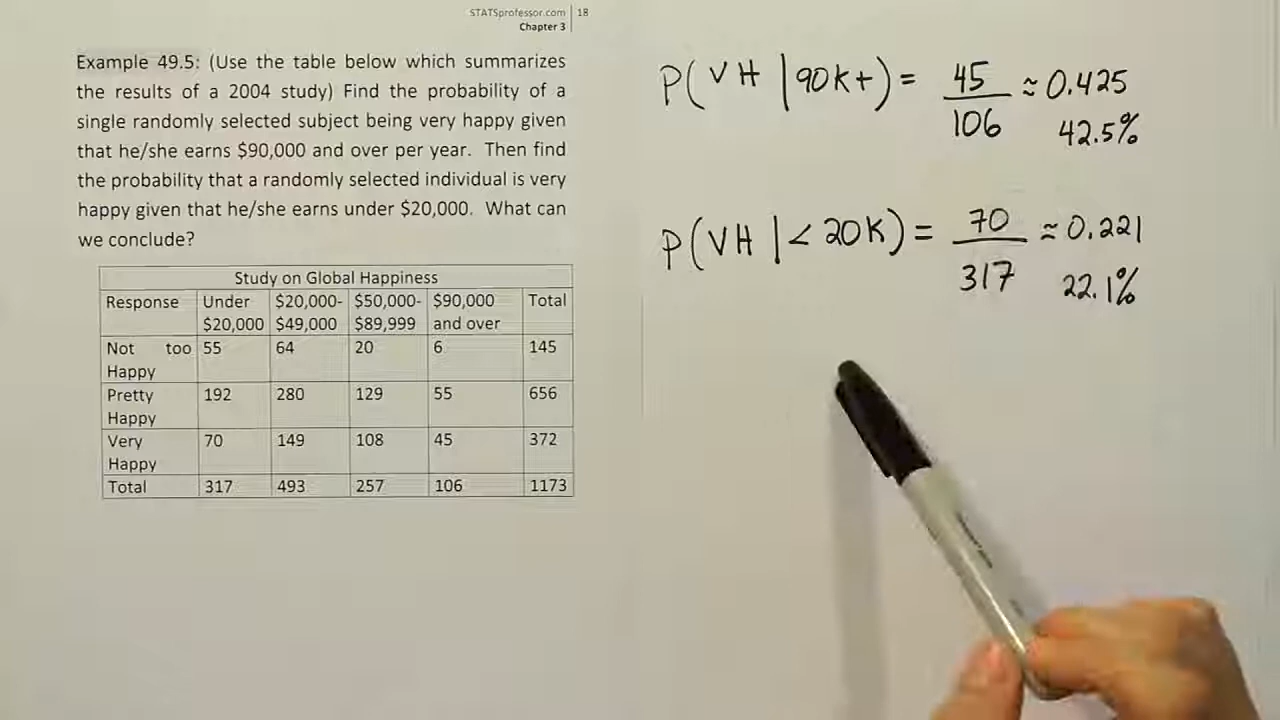 STATSprofessor.com | 18
Chapter 3
Example 49.5: (Use the table below which summarizes
the results of a 2004 study) Find the probability of a
single randomly selected subject being very happy given
that he/she earns $90,000 and over per year. Then find
the probability that a randomly selected individual is very
happy given that he/she earns under $20,000. What can
we conclude?
Study on Global Happiness
Response Under $20,000 $20,000-$49,000 $50,000-$89,999 $90,000 and over Total
Not too Happy 55 64 20 6 145
Pretty Happy 192 280 129 55 656
Very Happy 70 149 108 45 372
Total 317 493 257 106 1173
P(VH | 90K+) = 45/106 ≈ 0.425
42.5%
P(VH | < 20K) = 70/317 ≈ 0.221
22.1%